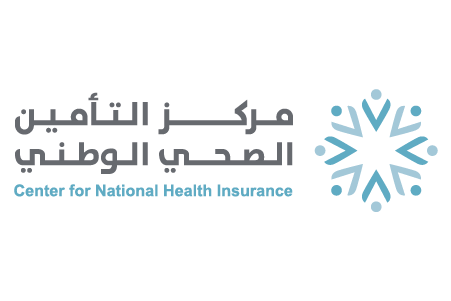 مركز التأمين
الصحي الوطني
Center for National Health Insurance